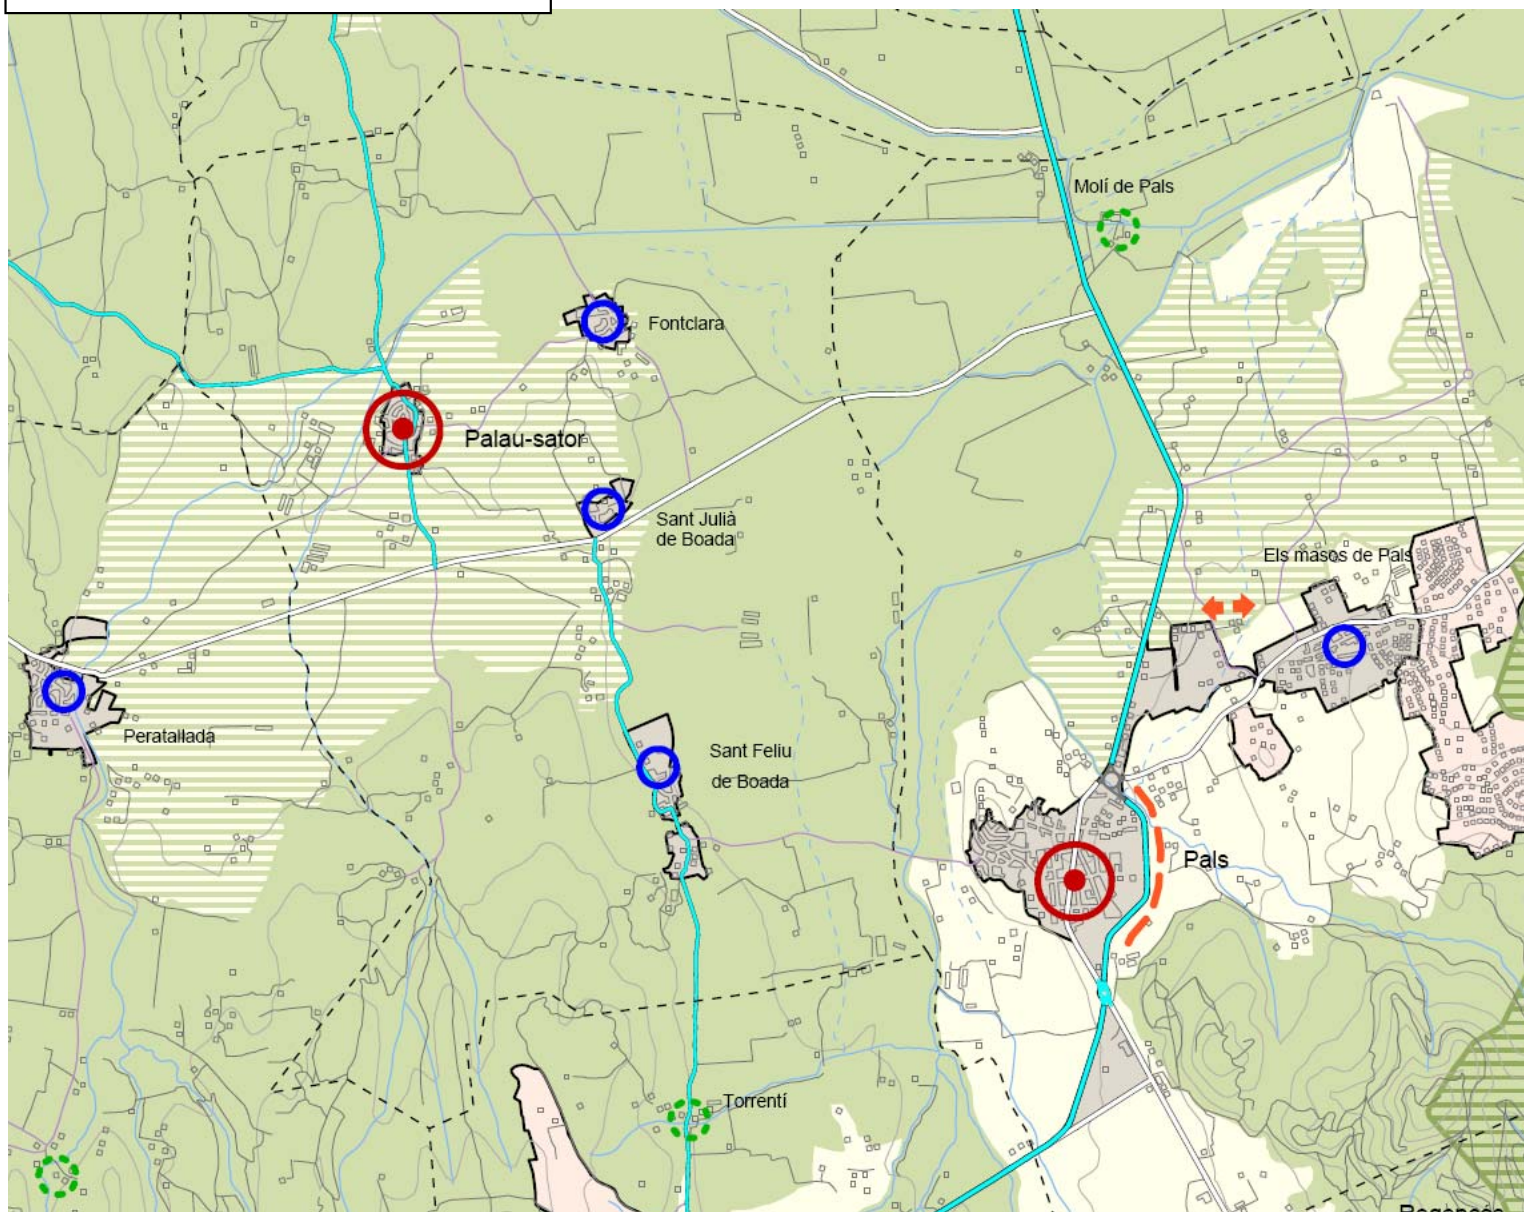 Molí de Pals
Fontclara
Palau-sator
Sant Julià
de Boada
Els masos de Pals
Peratallada
Sant Feliu
de Boada
Pals
Torrentí